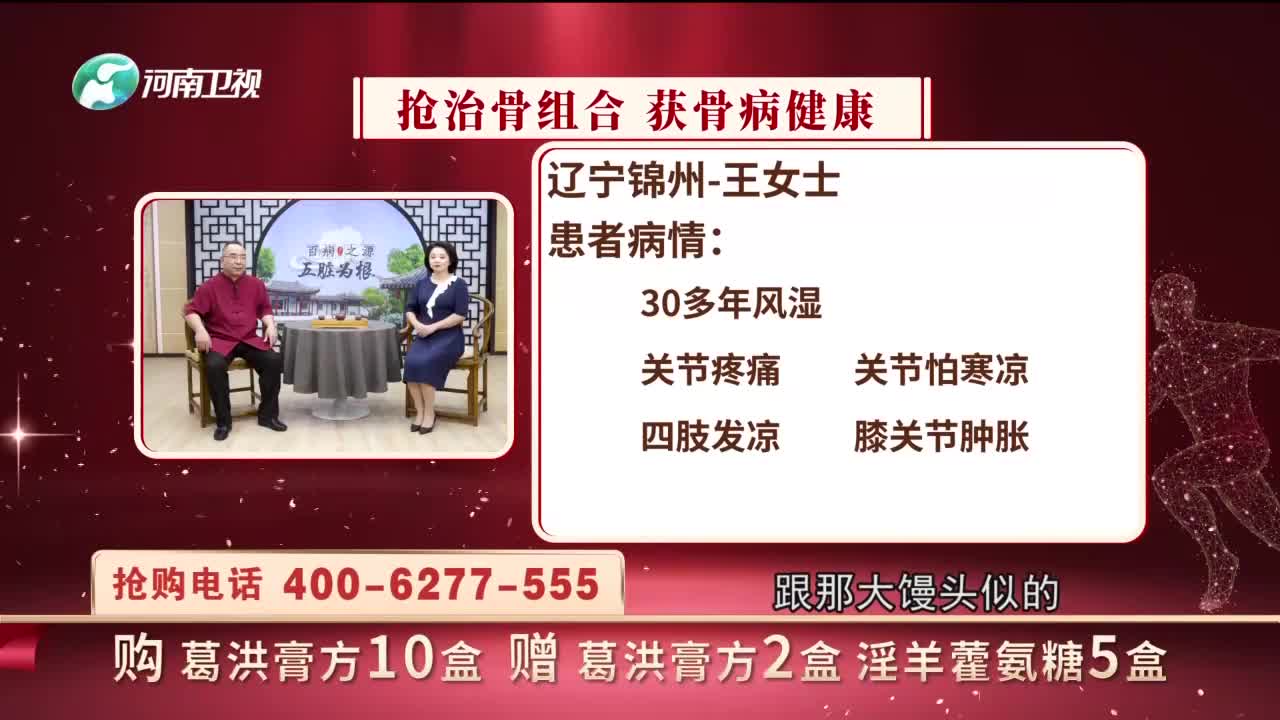 河南卫视
抢治骨组合 获骨病健康
辽宁锦州-王女士
患者病情：
30多年风湿
关节疼痛 关节怕寒凉
四肢发凉 膝关节肿胀
百病之源
五脏为根
抢购电话 400-6277-555
跟那大馒头似的
购 葛洪膏方10盒 赠 葛洪膏方2盒 淫羊藿氨糖5盒